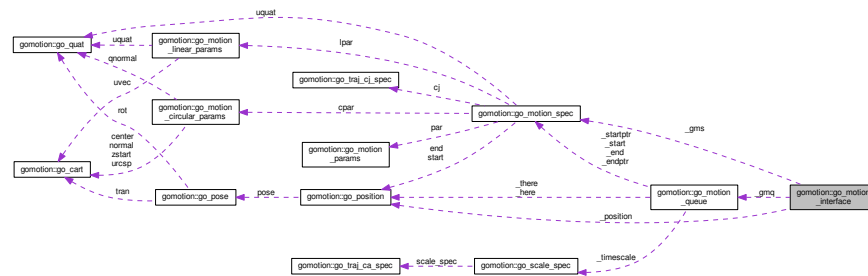 uquat
gomotion::go_quat
uquat
gomotion::go_motion
_linear_params
lpar
qnormal
uvec
gomotion::go_traj_cj_spec
cj
rot
gomotion::go_motion
_circular_params
cpar
gomotion::go_motion_spec
_gms
center
normal
zstart
urcsp
par
gomotion::go_motion
_params
end
start
_startptr
_start
_end
_endptr
gomotion::go_cart
tran
gomotion::go_pose
pose
gomotion::go_position
_there
_here
gomotion::go_motion
_queue
_gmq
gomotion::go_motion
_interface
_position
_timescale
gomotion::go_traj_ca_spec
scale_spec
gomotion::go_scale_spec